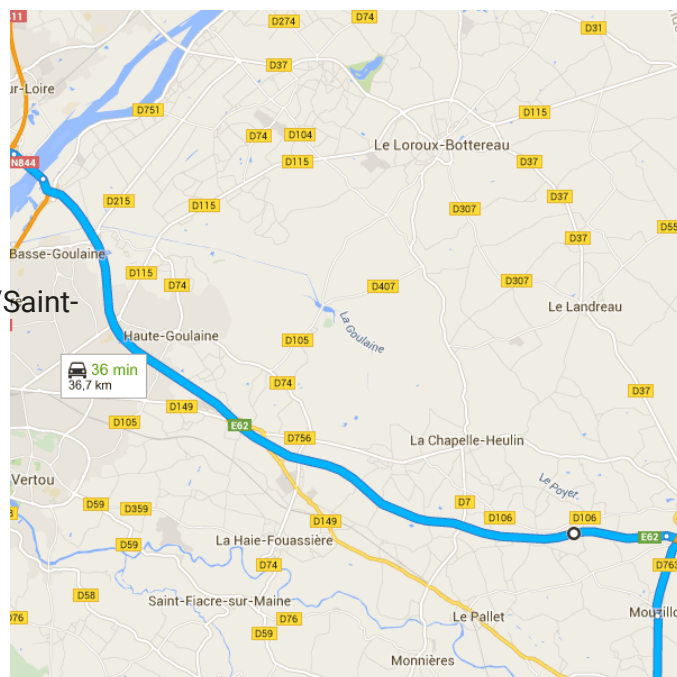 811
D274
D74
D31
D37
ur-Loire
D751
D115
D74
D104
Le Loroux-Bottereau
N844
D115
D37
D37
D215
D115
D307
D37
D55
Basse-Goulaine
D115
D74
D407
D307
/Saint-
Le Landreau
La Goulaine
Haute-Goulaine
D105
36 min
36,7 km
D74
D37
D149
D105
E62
D756
La Chapelle-Heulin
Vertou
Le Poyer
D59
D359
D7
D106
D106
D149
La Haie-Fouassière
D59
E62
D74
D763
D58
Saint-Fiacre-sur-Maine
D76
D76
Le Pallet
Mouzillo
D59
Monnières